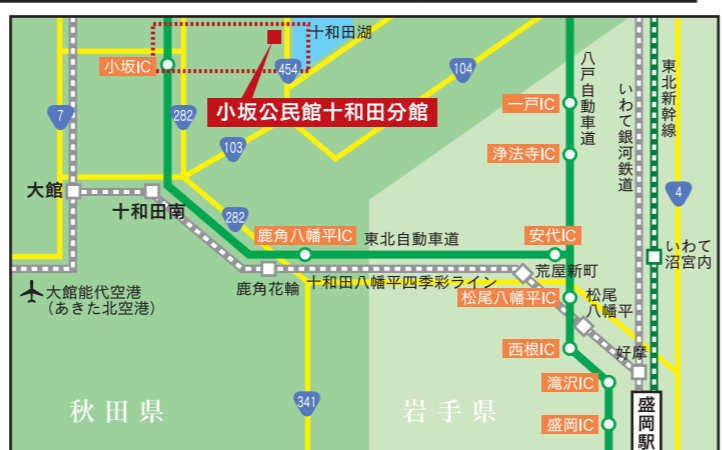 十和田湖
小坂IC
454
104
八戸自動車道
いわて銀河鉄道
東北新幹線
7
282
小坂公民館十和田分館
一戸IC
103
浄法寺IC
大館
十和田南
4
282
鹿角八幡平IC
東北自動車道
安代IC
いわて
沼宮内
大館能代空港
(あきた北空港)
鹿角花輪
十和田八幡平四季彩ライン
荒屋新町
松尾八幡平IC
松尾
八幡平
西根IC
好摩
滝沢IC
341
秋田県
岩手県
盛岡IC
盛岡駅